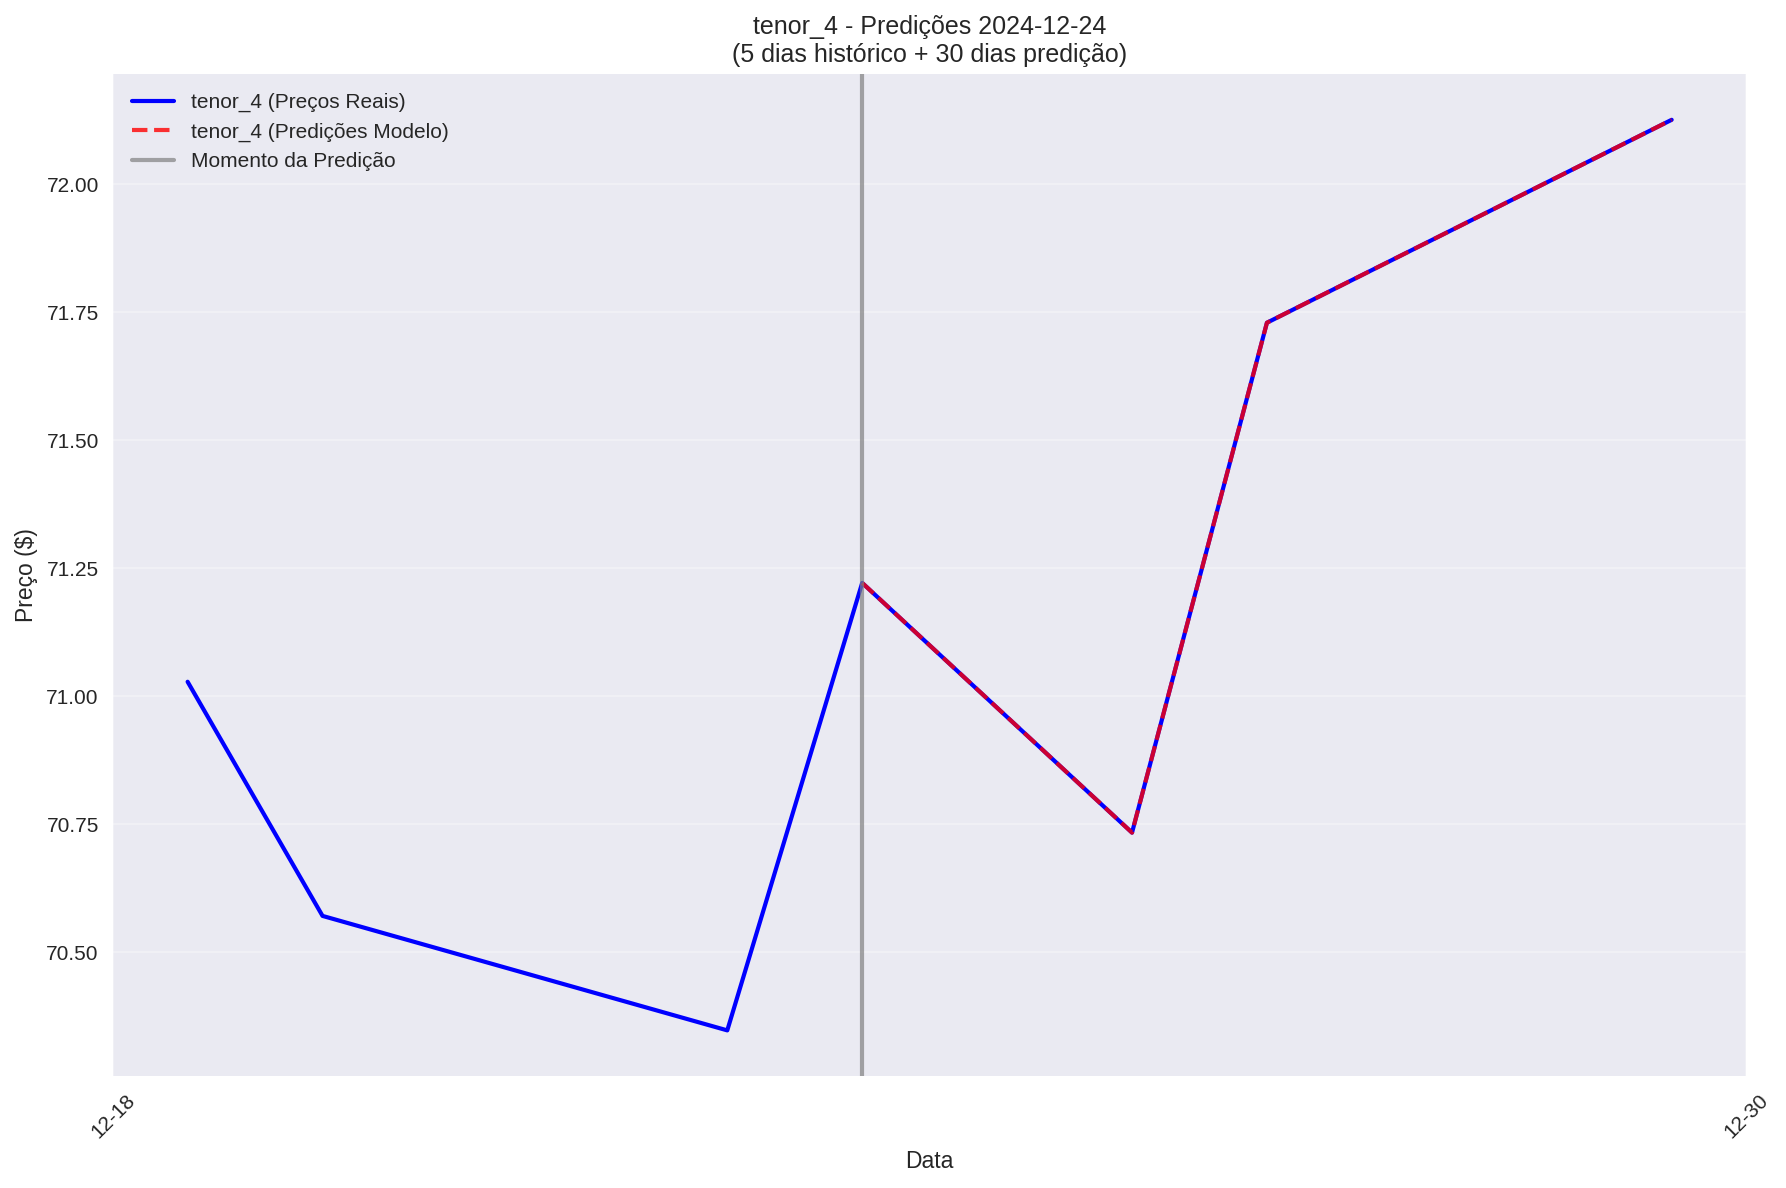 tenor_4 - Predições 2024-12-24
(5 dias histórico + 30 dias predição)
tenor_4 (Preços Reais)
tenor_4 (Predições Modelo)
Momento da Predição
Preço ($)
72.00
71.75
71.50
71.25
71.00
70.75
70.50
12-18
12-30
Data